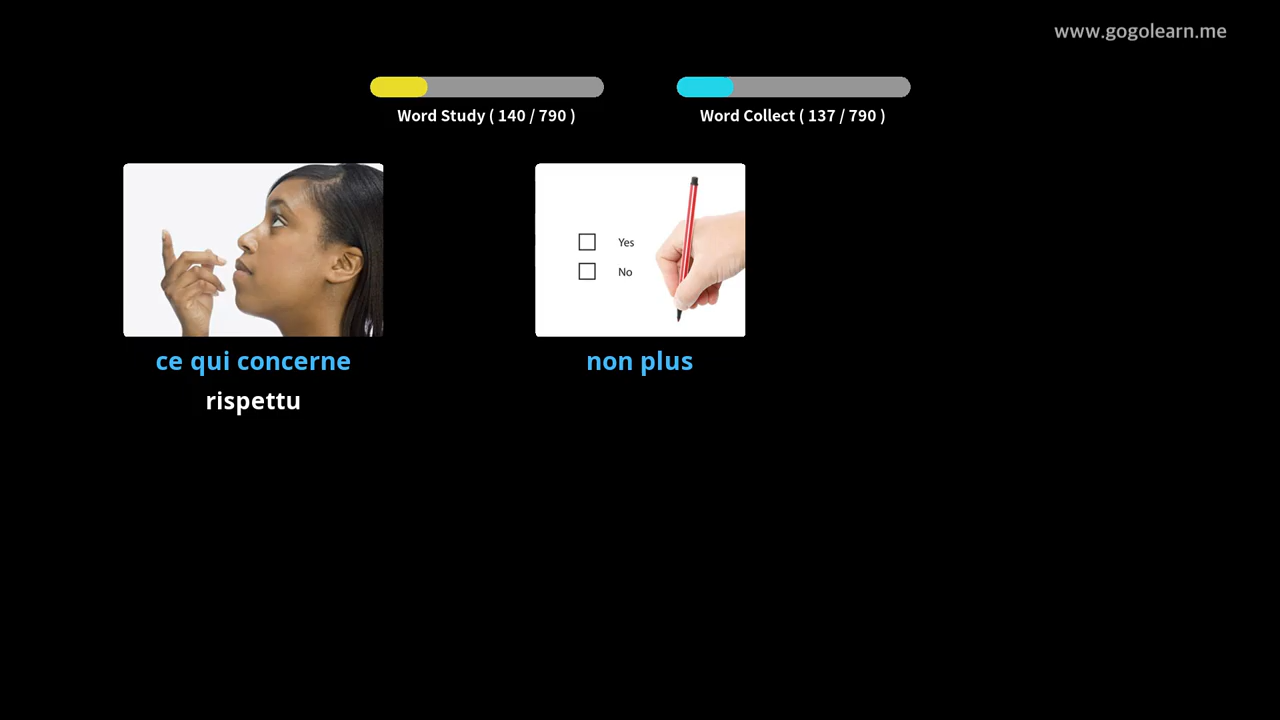 www.gogolearn.me
Word Study ( 140 / 790 )
Word Collect ( 137 / 790 )
Yes
No
ce qui concerne
non plus
rispettu